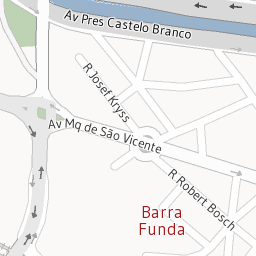 Av Pres Castelo Branco
R Josef Kryss
Av Mq de São Vicente
R Robert Bosch
Barra
Funda